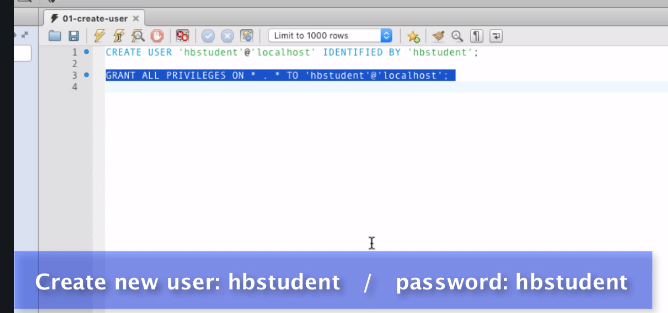 01-create-user
Limit to 1000 rows
1 CREATE USER 'hbstudent'@'localhost' IDENTIFIED BY 'hbstudent';
2
3 GRANT ALL PRIVILEGES ON * . * TO 'hbstudent'@'localhost';
4
Create new user: hbstudent / password: hbstudent